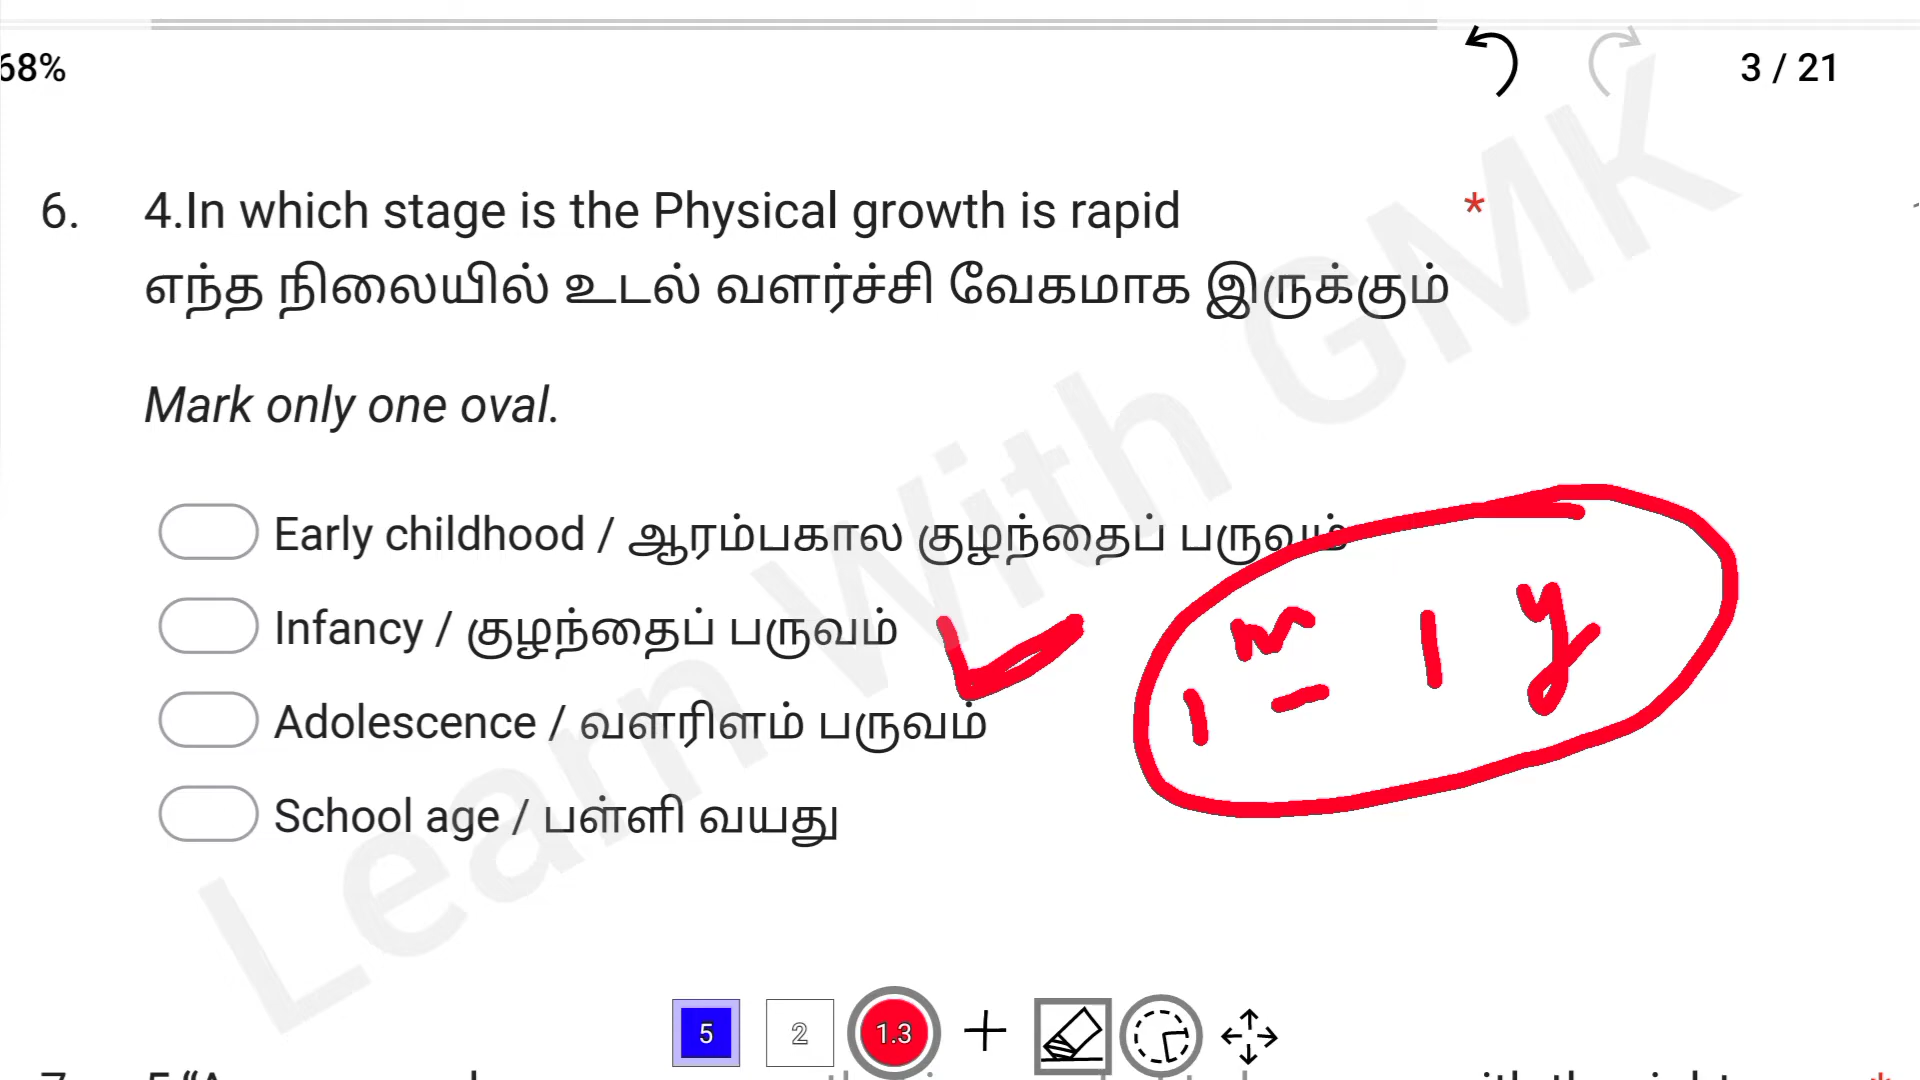 68%
3 / 21
6. 4.In which stage is the Physical growth is rapid *
எந்த நிலையில் உடல் வளர்ச்சி வேகமாக இருக்கும்
Mark only one oval.
Early childhood / ஆரம்பகால குழந்தைப் பருவம்
Infancy / குழந்தைப் பருவம்
1 m - 1 y
Adolescence / வளரிளம் பருவம்
School age / பள்ளி வயது
Learn With GMK
5 2 1.3